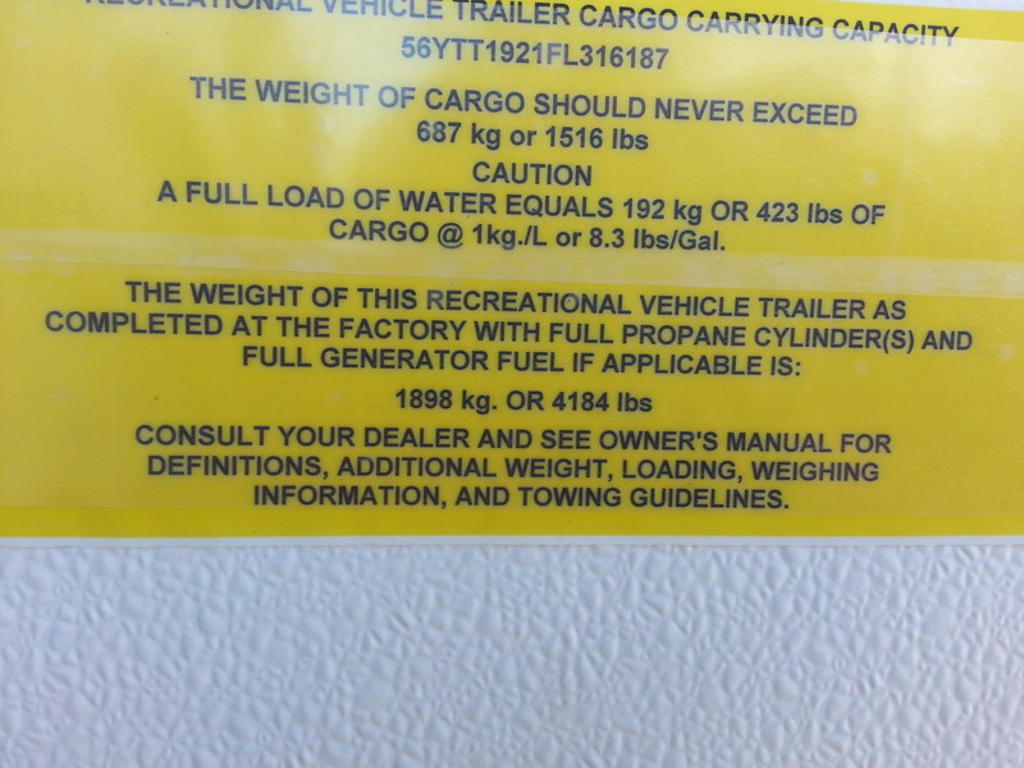 RECREATIONAL VEHICLE TRAILER CARGO CARRYING CAPACITY
56YTT1921FL316187
THE WEIGHT OF CARGO SHOULD NEVER EXCEED
687 kg or 1516 lbs
CAUTION
A FULL LOAD OF WATER EQUALS 192 kg OR 423 lbs OF
CARGO @ 1kg./L or 8.3 lbs/Gal.
THE WEIGHT OF THIS RECREATIONAL VEHICLE TRAILER AS
COMPLETED AT THE FACTORY WITH FULL PROPANE CYLINDER(S) AND
FULL GENERATOR FUEL IF APPLICABLE IS:
1898 kg. OR 4184 lbs
CONSULT YOUR DEALER AND SEE OWNER'S MANUAL FOR
DEFINITIONS, ADDITIONAL WEIGHT, LOADING, WEIGHING
INFORMATION, AND TOWING GUIDELINES.